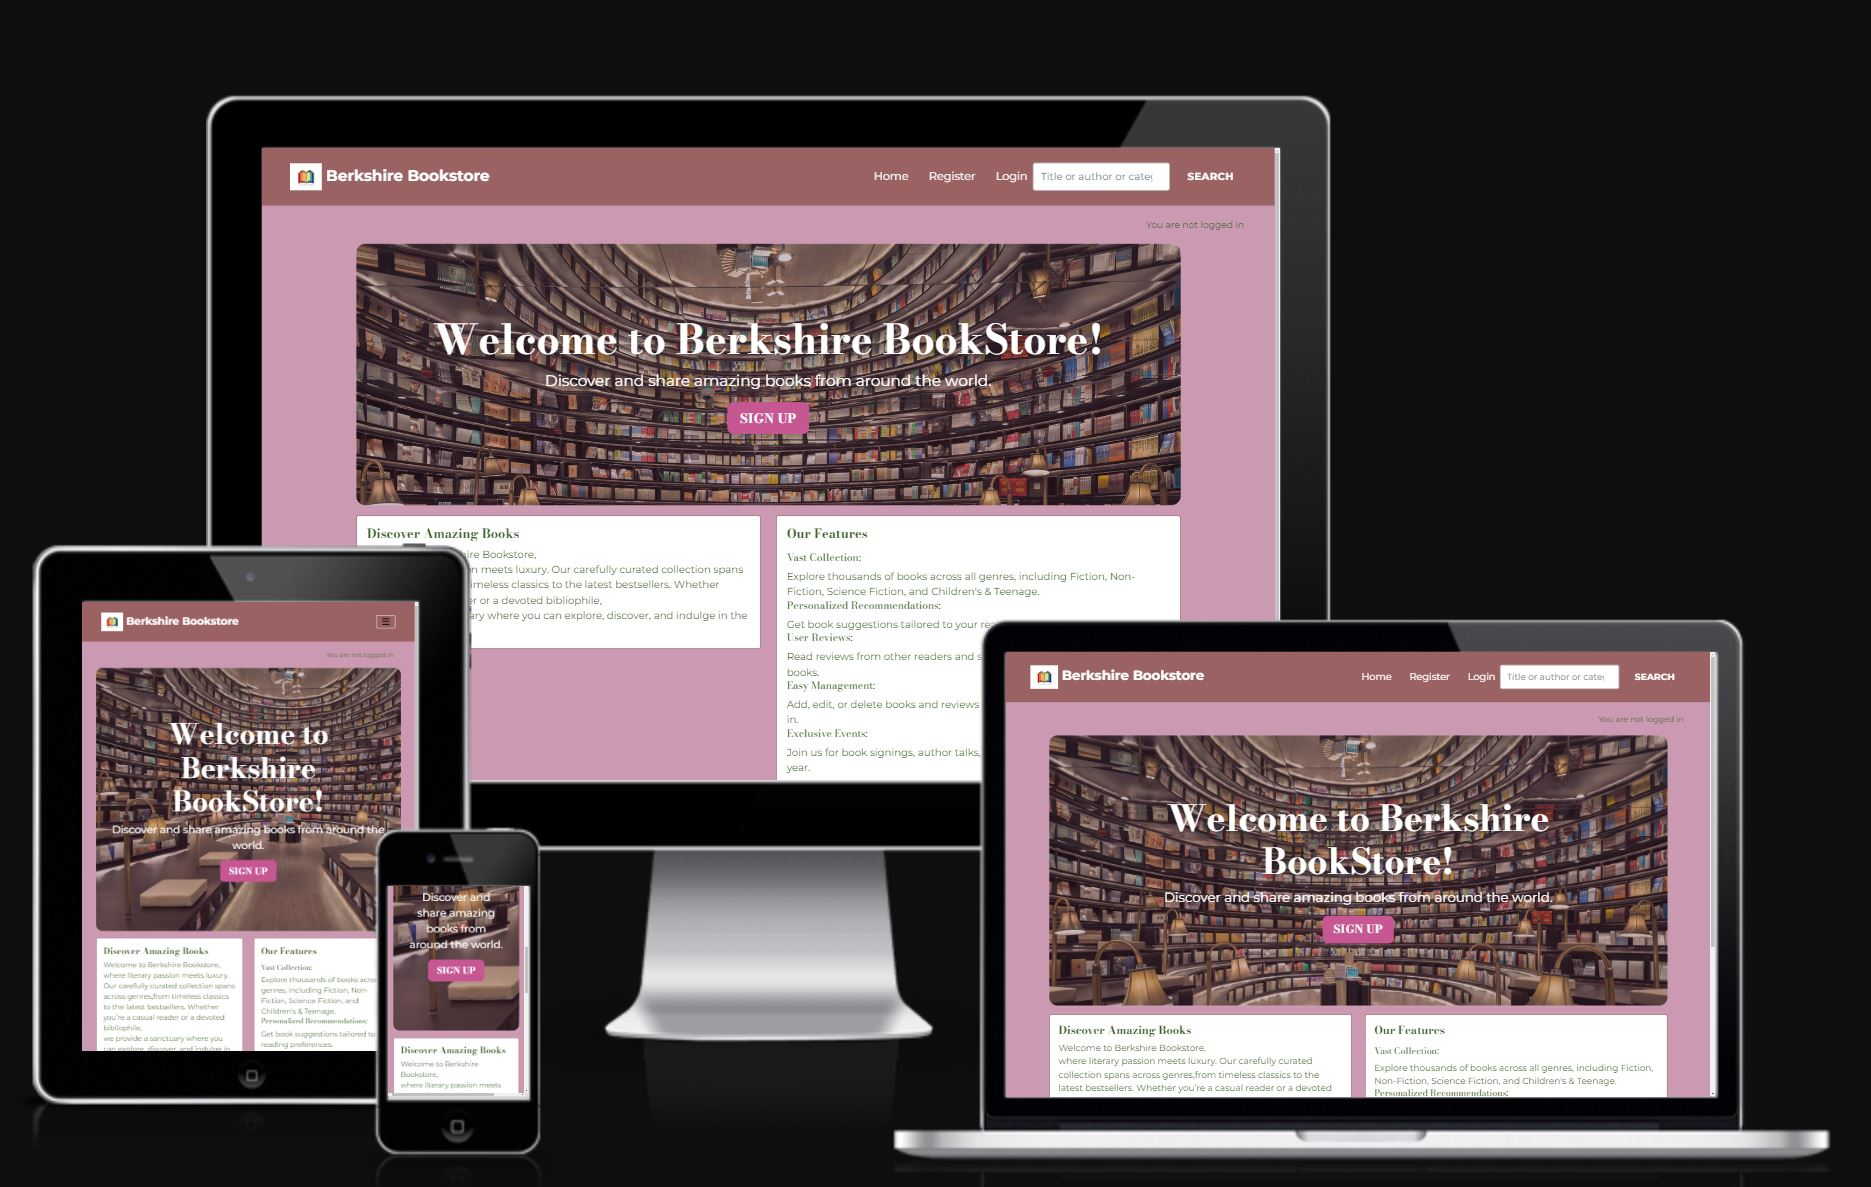 Berkshire Bookstore
Home Register Login Title or author or cate SEARCH
You are not logged in
Welcome to Berkshire BookStore!
Discover and share amazing books from around the world.
SIGN UP
Discover Amazing Books
hire Bookstore,
n meets luxury. Our carefully curated collection spans
timeless classics to the latest bestsellers. Whether
er or a devoted bibliophile,
ary where you can explore, discover, and indulge in the
Our Features
Vast Collection:
Explore thousands of books across all genres, including Fiction, Non-
Fiction, Science Fiction, and Children's & Teenage.
Personalized Recommendations:
Get book suggestions tailored to your
User Reviews:
Read reviews from other readers and
books.
Easy Management:
Add, edit, or delete books and reviews
in.
Exclusive Events:
Join us for book signings, author talks,
year.
Berkshire Bookstore
You are not logged in
Welcome to
Berkshire
BookStore!
Discover and share amazing books from around the
world.
SIGN UP
Discover Amazing Books
Welcome to Berkshire Bookstore,
where literary passion meets luxury.
Our carefully curated collection spans
across genres,from timeless classics
to the latest bestsellers. Whether
you're a casual reader or a devoted
bibliophile,
we provide a sanctuary where you
can explore, discover, and indulge in
Our Features
Vast Collection:
Explore thousands of books across
genres, including Fiction, Non-
Fiction, Science Fiction, and
Children's & Teenage.
Personalized Recommendations:
Get book suggestions tailored to
reading preferences.
Discover and
share amazing
books from
around the world.
SIGN UP
Discover Amazing Books
Welcome to Berkshire
Bookstore,
where literary passion meets
Berkshire Bookstore
Home Register Login Title or author or cate SEARCH
You are not logged in
Welcome to Berkshire
BookStore!
Discover and share amazing books from around the world.
SIGN UP
Discover Amazing Books
Welcome to Berkshire Bookstore,
where literary passion meets luxury. Our carefully curated
collection spans across genres,from timeless classics to the
latest bestsellers. Whether you're a casual reader or a devoted
Our Features
Vast Collection:
Explore thousands of books across all genres, including Fiction,
Non-Fiction, Science Fiction, and Children's & Teenage.
Personalized Recommendations: